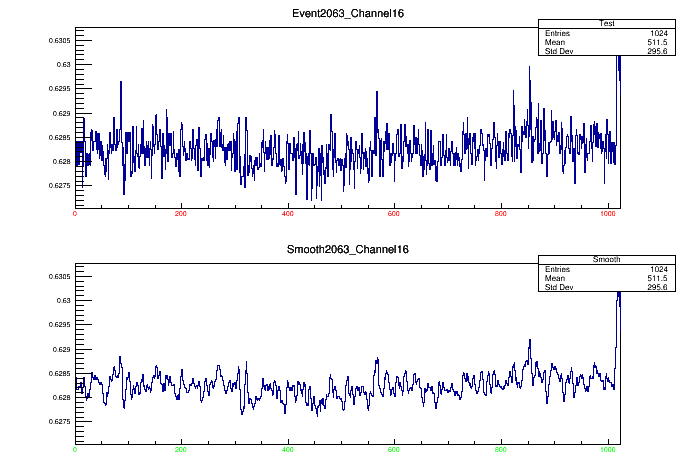 Event2063_Channel16
Test
Entries 1024
Mean 511.5
Std Dev 295.6
0.6305
0.63
0.6295
0.629
0.6285
0.628
0.6275
0 200 400 600 800 1000
Smooth2063_Channel16
Smooth
Entries 1024
Mean 511.5
Std Dev 295.6
0.6305
0.63
0.6295
0.629
0.6285
0.628
0.6275
0 200 400 600 800 1000